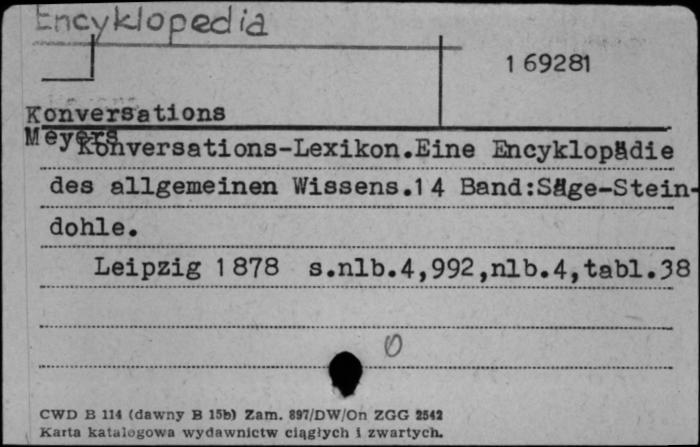 Encyklopedia
169281
Konversations
Meyers Konversations-Lexikon.Eine Encyklopädie
des allgemeinen Wissens.14 Band:Säge-Stein-
dohle.
Leipzig 1878 s.nlb.4,992,nlb.4,tabl.38
0
CWD B 114 (dawny B 15b) Zam. 897/DW/On ZGG 2542
Karta katalogowa wydawnictw ciągłych i zwartych.